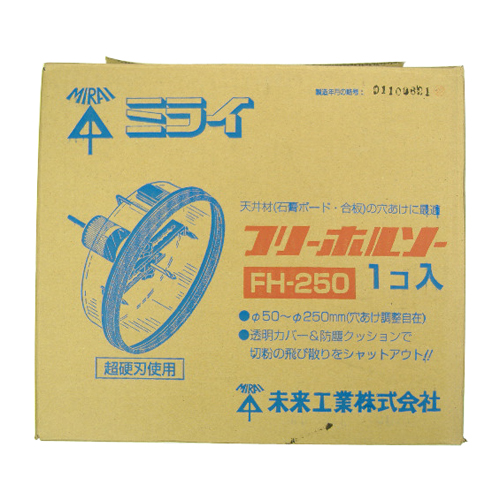 MIRAI
ミライ
製造年月の略号:
天井材(石膏ボード・合板)の穴あけに最適
フリーホルソー
FH-250 1コ入
●φ50~φ250mm(穴あけ調整自在)
●透明カバー&防塵クッションで
切粉の飛び散りをシャットアウト!!
超硬刃使用
MIRAI
未来工業株式会社